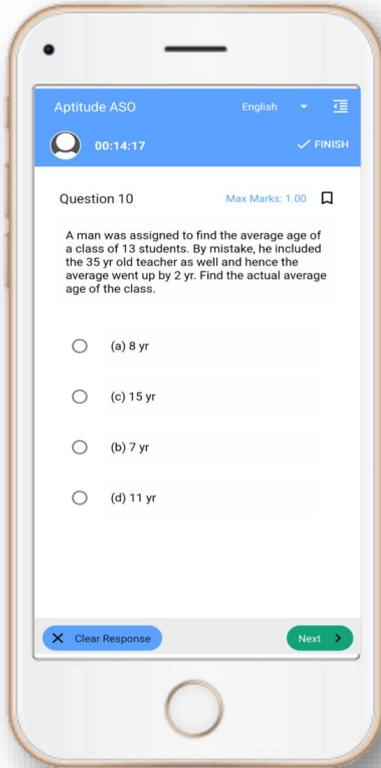 Aptitude ASO English
00:14:17 FINISH
Question 10 Max Marks: 1.00
A man was assigned to find the average age of
a class of 13 students. By mistake, he included
the 35 yr old teacher as well and hence the
average went up by 2 yr. Find the actual average
age of the class.
(a) 8 yr
(c) 15 yr
(b) 7 yr
(d) 11 yr
Clear Response Next